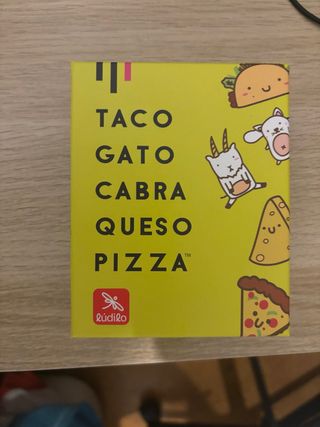 TACO
GATO
CABRA
QUESO
PIZZA™
lúdilo